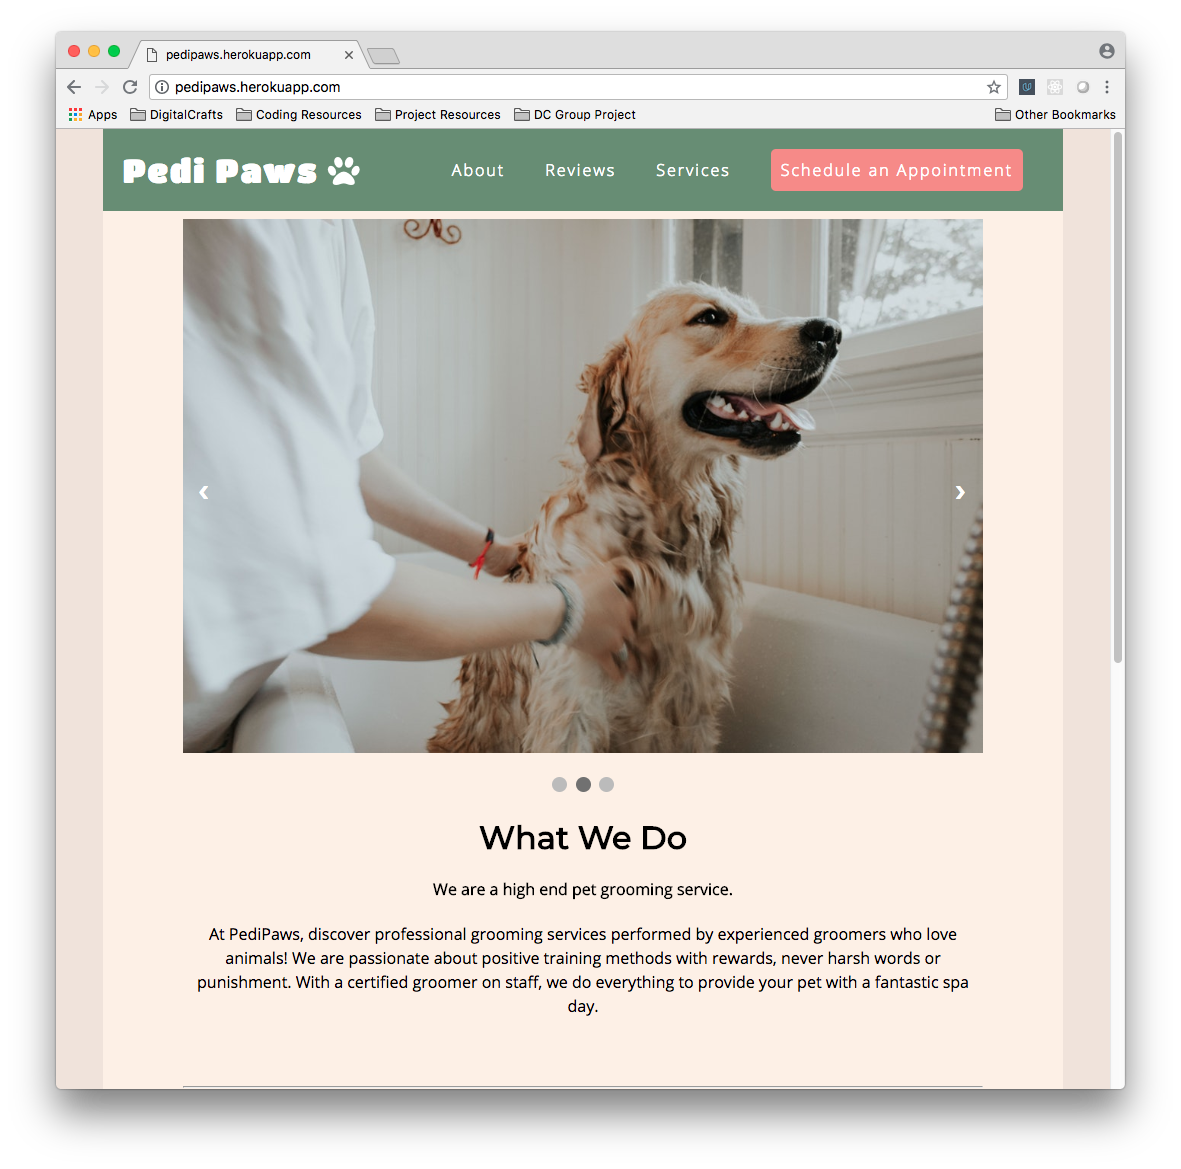 pedipaws.herokuapp.com
pedipaws.herokuapp.com
Apps DigitalCrafts Coding Resources Project Resources DC Group Project Other Bookmarks
Pedi Paws About Reviews Services Schedule an Appointment
What We Do
We are a high end pet grooming service.
At PediPaws, discover professional grooming services performed by experienced groomers who love
animals! We are passionate about positive training methods with rewards, never harsh words or
punishment. With a certified groomer on staff, we do everything to provide your pet with a fantastic spa
day.